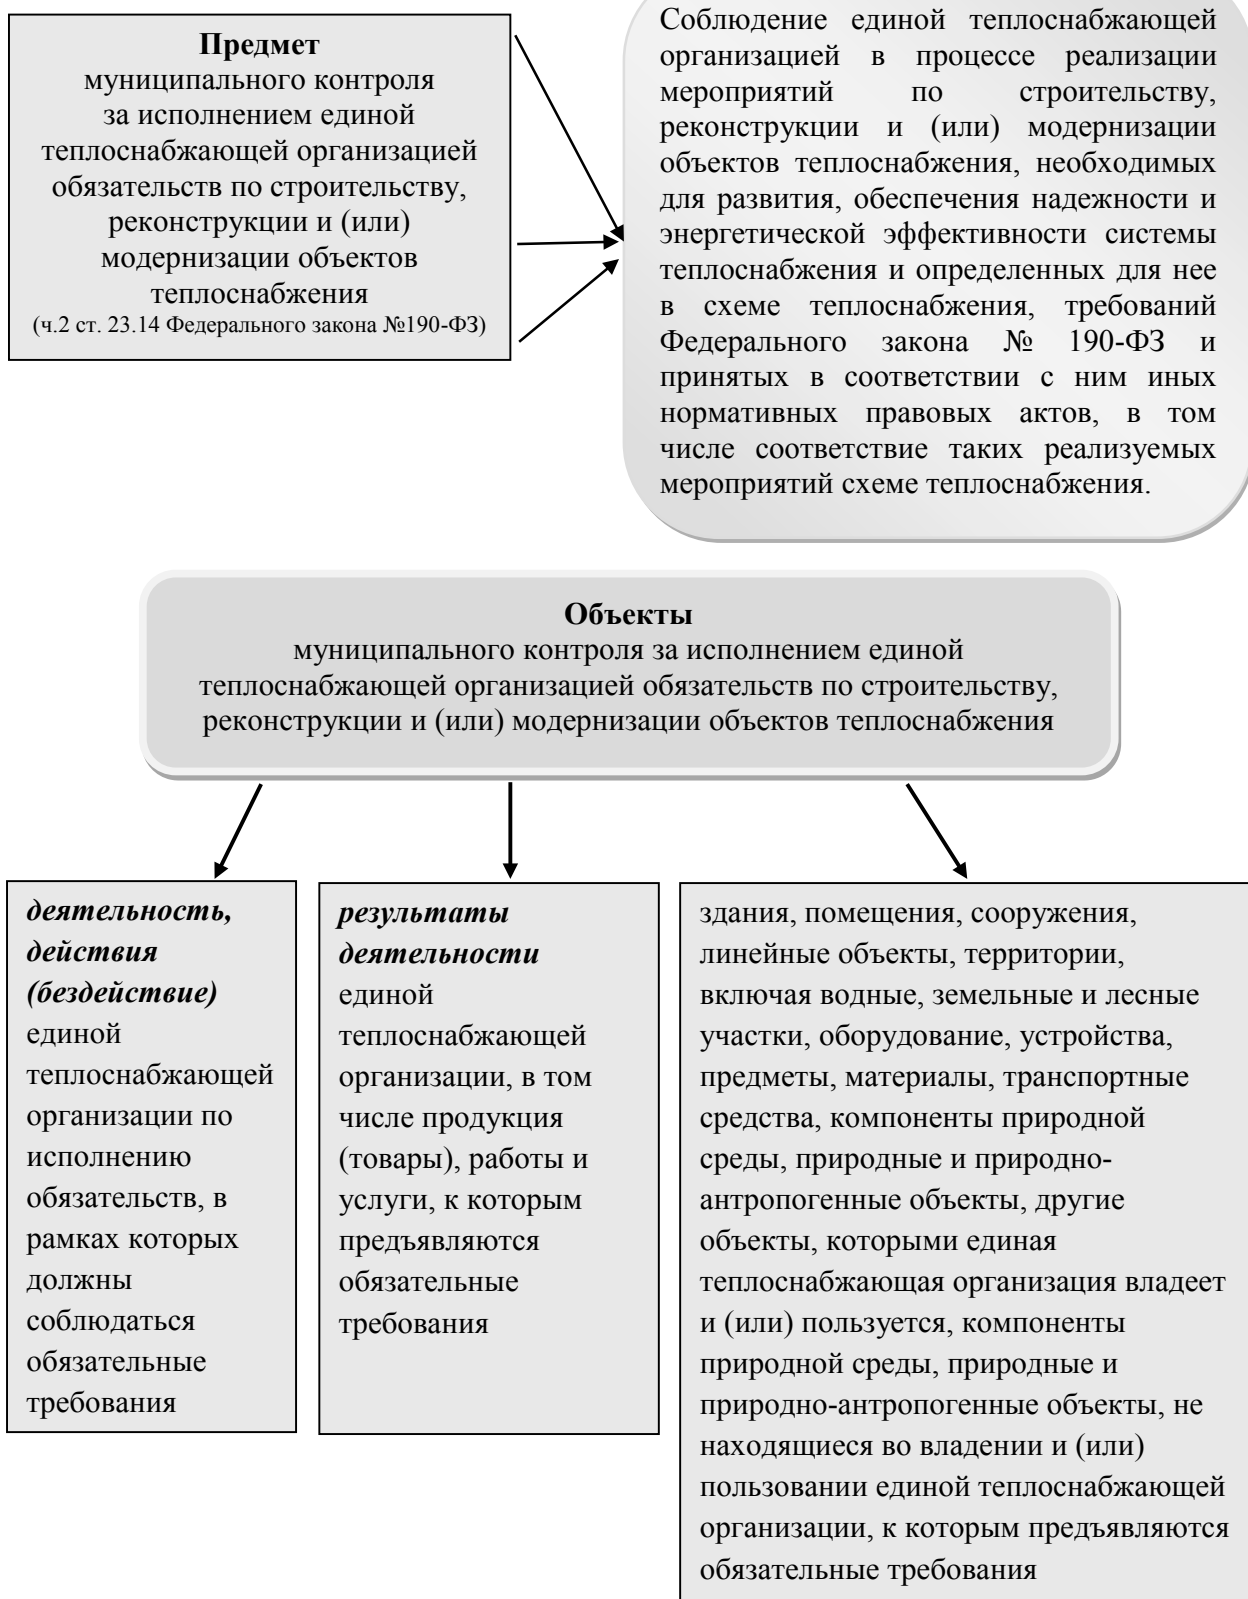 Предмет
муниципального контроля
за исполнением единой
теплоснабжающей организацией
обязательств по строительству,
реконструкции и (или)
модернизации объектов
теплоснабжения
(ч.2 ст. 23.14 Федерального закона №190-ФЗ)
Соблюдение единой теплоснабжающей
организацией в процессе реализации
мероприятий по строительству,
реконструкции и (или) модернизации
объектов теплоснабжения, необходимых
для развития, обеспечения надежности и
энергетической эффективности системы
теплоснабжения и определенных для нее
в схеме теплоснабжения, требований
Федерального закона № 190-ФЗ и
принятых в соответствии с ним иных
нормативных правовых актов, в том
числе соответствие таких реализуемых
мероприятий схеме теплоснабжения.
Объекты
муниципального контроля за исполнением единой
теплоснабжающей организацией обязательств по строительству,
реконструкции и (или) модернизации объектов теплоснабжения
деятельность,
действия
(бездействие)
единой
теплоснабжающей
организации по
исполнению
обязательств, в
рамках которых
должны
соблюдаться
обязательные
требования
результаты
деятельности
единой
теплоснабжающей
организации, в том
числе продукция
(товары), работы и
услуги, к которым
предъявляются
обязательные
требования
здания, помещения, сооружения,
линейные объекты, территории,
включая водные, земельные и лесные
участки, оборудование, устройства,
предметы, материалы, транспортные
средства, компоненты природной
среды, природные и природно-
антропогенные объекты, другие
объекты, которыми единая
теплоснабжающая организация владеет
и (или) пользуется, компоненты
природной среды, природные и
природно-антропогенные объекты, не
находящиеся во владении и (или)
пользовании единой теплоснабжающей
организации, к которым предъявляются
обязательные требования